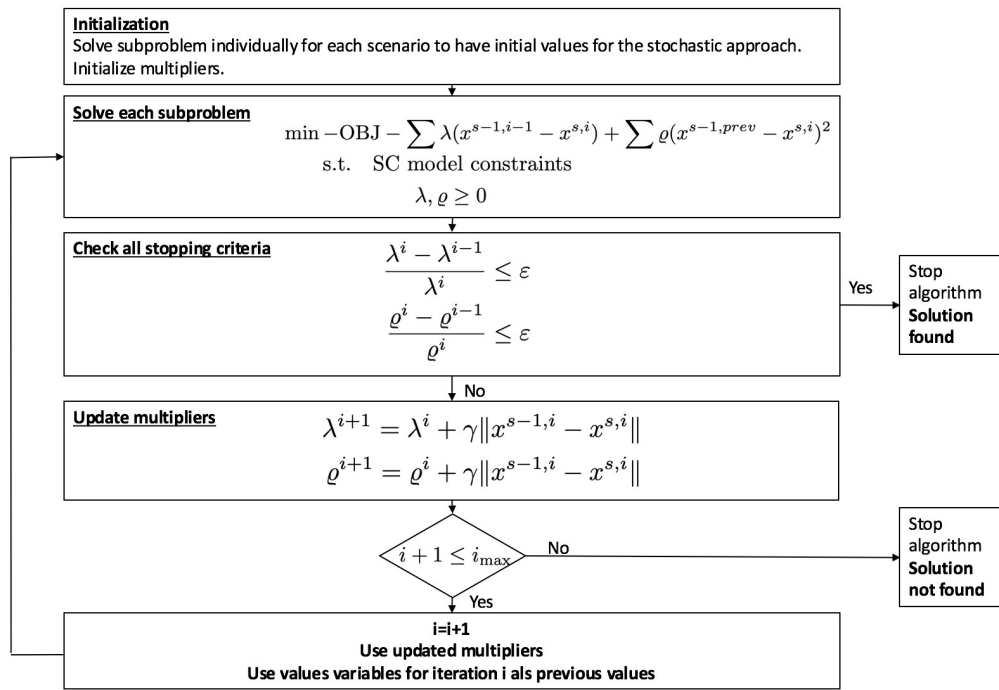 Initialization
Solve subproblem individually for each scenario to have initial values for the stochastic approach.
Initialize multipliers.
Solve each subproblem
min −OBJ − ∑ λ(x^{s−1,i−1} − x^{s,i}) + ∑ ϱ(x^{s−1,prev} − x^{s,i})²
s.t. SC model constraints
λ, ϱ ≥ 0
Check all stopping criteria
(λ^i − λ^{i−1}) / λ^i ≤ ε
(ϱ^i − ϱ^{i−1}) / ϱ^i ≤ ε
Yes
Stop
algorithm
Solution
found
No
Update multipliers
λ^{i+1} = λ^i + γ‖x^{s−1,i} − x^{s,i}‖
ϱ^{i+1} = ϱ^i + γ‖x^{s−1,i} − x^{s,i}‖
i + 1 ≤ i_max
No
Stop
algorithm
Solution
not found
Yes
i=i+1
Use updated multipliers
Use values variables for iteration i als previous values